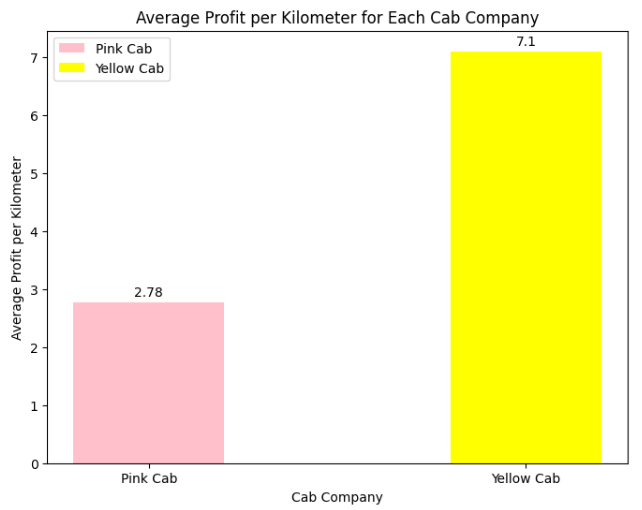 Average Profit per Kilometer for Each Cab Company
Pink Cab
Yellow Cab
7.1
2.78
Average Profit per Kilometer
7
6
5
4
3
2
1
0
Pink Cab
Yellow Cab
Cab Company